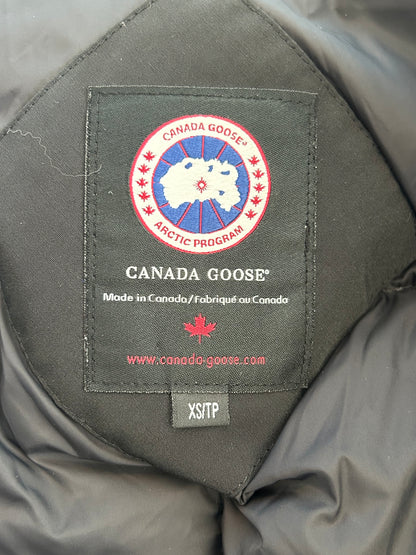 CANADA GOOSE®
ARCTIC PROGRAM
CANADA GOOSE®
Made in Canada/Fabriqué au Canada
www.canada-goose.com
XS/TP